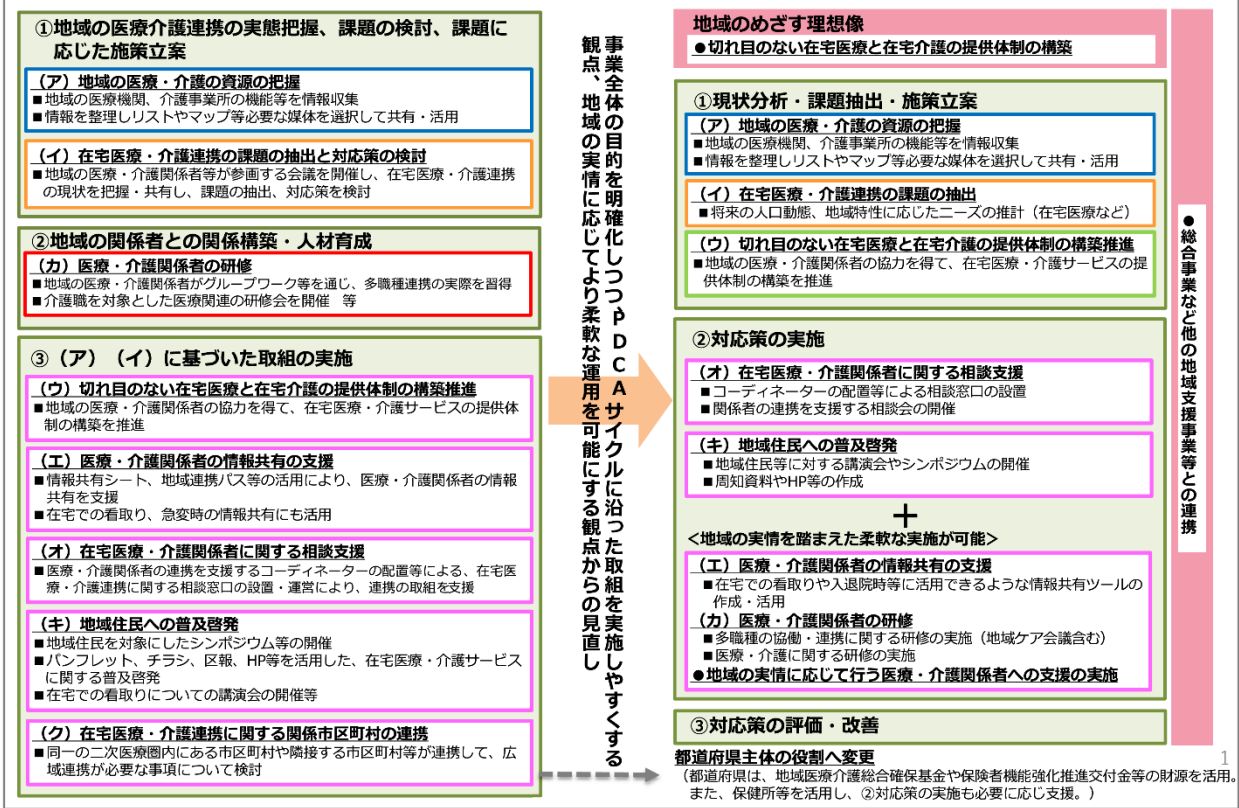 ①地域の医療介護連携の実態把握、課題の検討、課題に
応じた施策立案
（ア）地域の医療・介護の資源の把握
■地域の医療機関、介護事業所の機能等を情報収集
■情報を整理しリストやマップ等必要な媒体を選択して共有・活用
（イ）在宅医療・介護連携の課題の抽出と対応策の検討
■地域の医療・介護関係者等が参画する会議を開催し、在宅医療・介護連携
の現状を把握・共有し、課題の抽出、対応策を検討
②地域の関係者との関係構築・人材育成
（カ）医療・介護関係者の研修
■地域の医療・介護関係者がグループワーク等を通じ、多職種連携の実際を習得
■介護職を対象とした医療関連の研修会を開催　等
③（ア）（イ）に基づいた取組の実施
（ウ）切れ目のない在宅医療と在宅介護の提供体制の構築推進
■地域の医療・介護関係者の協力を得て、在宅医療・介護サービスの提供体
制の構築を推進
（エ）医療・介護関係者の情報共有の支援
■情報共有シート、地域連携パス等の活用により、医療・介護関係者の情報
共有を支援
■在宅での看取り、急変時の情報共有にも活用
（オ）在宅医療・介護関係者に関する相談支援
■医療・介護関係者の連携を支援するコーディネーターの配置等による、在宅医
療・介護連携に関する相談窓口の設置・運営により、連携の取組を支援
（キ）地域住民への普及啓発
■地域住民を対象にしたシンポジウム等の開催
■パンフレット、チラシ、区報、HP等を活用した、在宅医療・介護サービス
に関する普及啓発
■在宅での看取りについての講演会の開催等
（ク）在宅医療・介護連携に関する関係市区町村の連携
■同一の二次医療圏内にある市区町村や隣接する市区町村等が連携して、広
域連携が必要な事項について検討
事業全体の目的を明確化しつつ、PDCAサイクルに沿った取組を実施しやすくする
観点、地域の実情に応じてより柔軟な運用を可能にする観点からの見直し
地域のめざす理想像
●切れ目のない在宅医療と在宅介護の提供体制の構築
①現状分析・課題抽出・施策立案
（ア）地域の医療・介護の資源の把握
■地域の医療機関、介護事業所の機能等を情報収集
■情報を整理しリストやマップ等必要な媒体を選択して共有・活用
（イ）在宅医療・介護連携の課題の抽出
■将来の人口動態、地域特性に応じたニーズの推計（在宅医療など）
（ウ）切れ目のない在宅医療と在宅介護の提供体制の構築推進
■地域の医療・介護関係者の協力を得て、在宅医療・介護サービスの提
供体制の構築を推進
②対応策の実施
（オ）在宅医療・介護関係者に関する相談支援
■コーディネーターの配置等による相談窓口の設置
■関係者の連携を支援する相談会の開催
（キ）地域住民への普及啓発
■地域住民等に対する講演会やシンポジウムの開催
■周知資料やHP等の作成
＋
＜地域の実情を踏まえた柔軟な実施が可能＞
（エ）医療・介護関係者の情報共有の支援
■在宅での看取りや入退院時等に活用できるような情報共有ツールの
作成・活用
（カ）医療・介護関係者の研修
■多職種の協働・連携に関する研修の実施（地域ケア会議含む）
■医療・介護に関する研修の実施
●地域の実情に応じて行う医療・介護関係者への支援の実施
③対応策の評価・改善
●総合事業など他の地域支援事業等との連携
都道府県主体の役割へ変更
（都道府県は、地域医療介護総合確保基金や保険者機能強化推進交付金等の財源を活用。
また、保健所等を活用し、②対応策の実施も必要に応じ支援。）
1